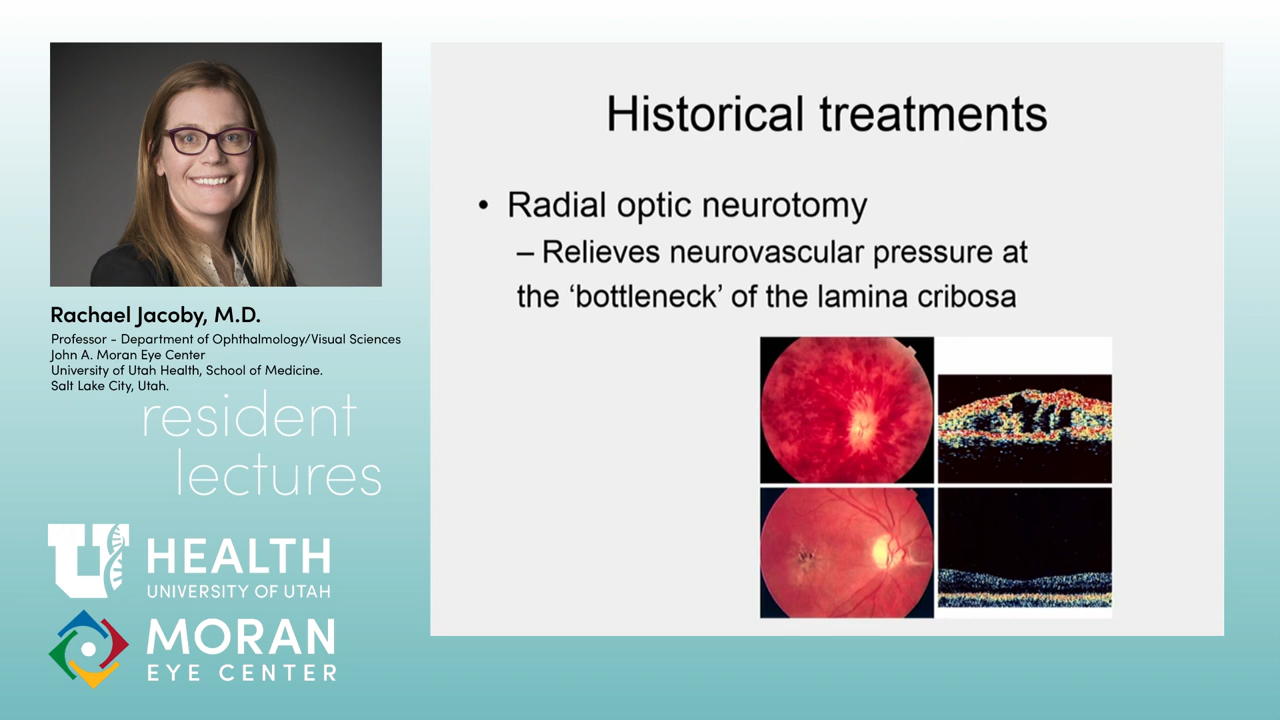 Rachael Jacoby, M.D.
Professor - Department of Ophthalmology/Visual Sciences
John A. Moran Eye Center
University of Utah Health, School of Medicine.
Salt Lake City, Utah.
resident
lectures
U HEALTH
UNIVERSITY OF UTAH
MORAN
EYE CENTER
Historical treatments
• Radial optic neurotomy
– Relieves neurovascular pressure at
the ‘bottleneck’ of the lamina cribosa